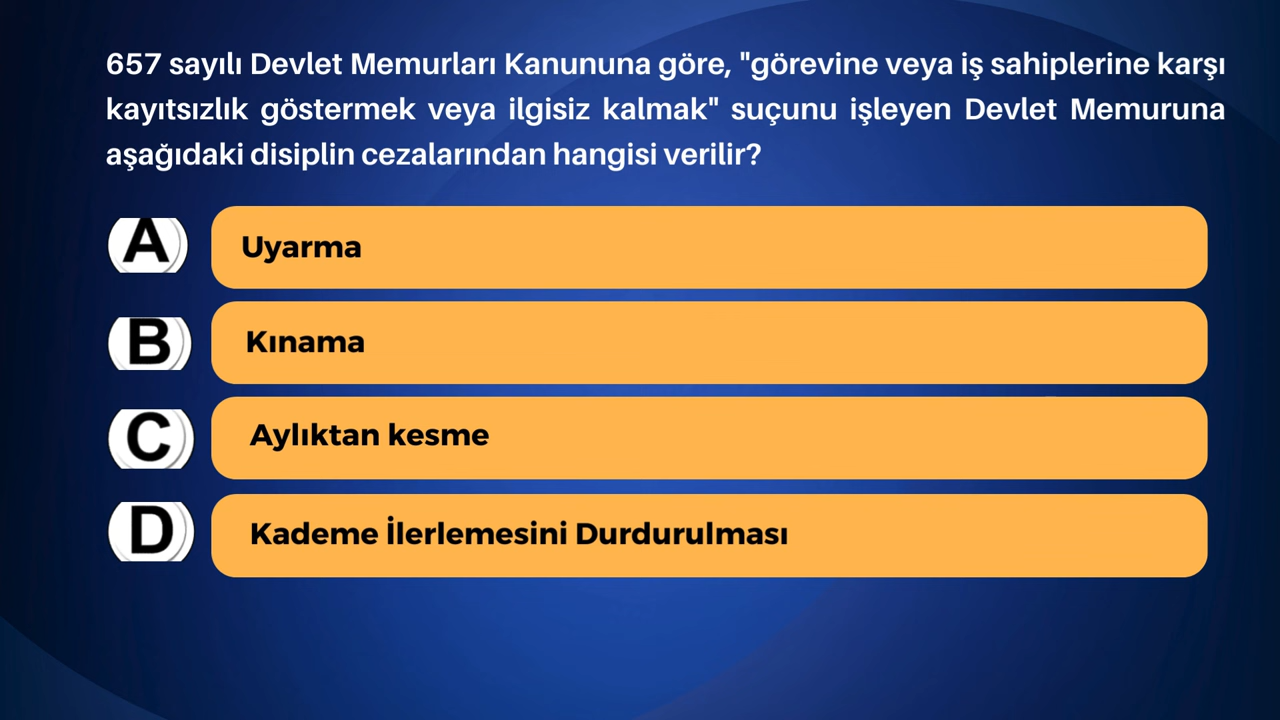 657 sayılı Devlet Memurları Kanununa göre, "görevine veya iş sahiplerine karşı
kayıtsızlık göstermek veya ilgisiz kalmak" suçunu işleyen Devlet Memuruna
aşağıdaki disiplin cezalarından hangisi verilir?
A Uyarma
B Kınama
C Aylıktan kesme
D Kademe İlerlemesini Durdurulması